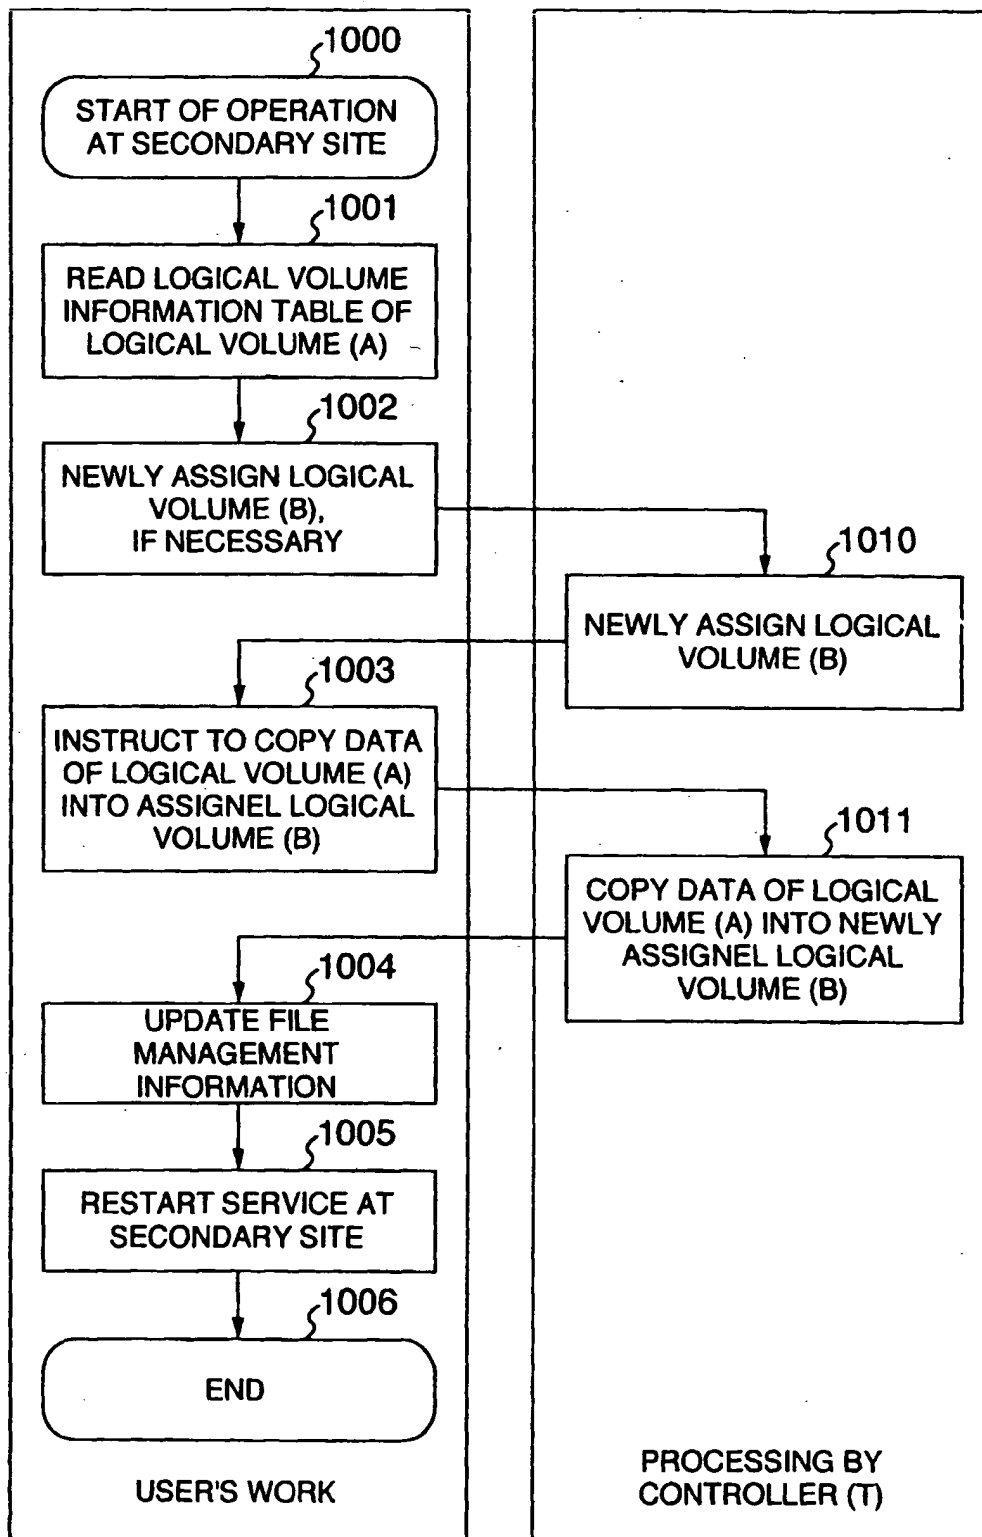 1000
START OF OPERATION
AT SECONDARY SITE
1001
READ LOGICAL VOLUME
INFORMATION TABLE OF
LOGICAL VOLUME (A)
1002
NEWLY ASSIGN LOGICAL
VOLUME (B),
IF NECESSARY
1010
NEWLY ASSIGN LOGICAL
VOLUME (B)
1003
INSTRUCT TO COPY DATA
OF LOGICAL VOLUME (A)
INTO ASSIGNEL LOGICAL
VOLUME (B)
1011
COPY DATA OF LOGICAL
VOLUME (A) INTO NEWLY
ASSIGNEL LOGICAL
VOLUME (B)
1004
UPDATE FILE
MANAGEMENT
INFORMATION
1005
RESTART SERVICE AT
SECONDARY SITE
1006
END
USER'S WORK
PROCESSING BY
CONTROLLER (T)